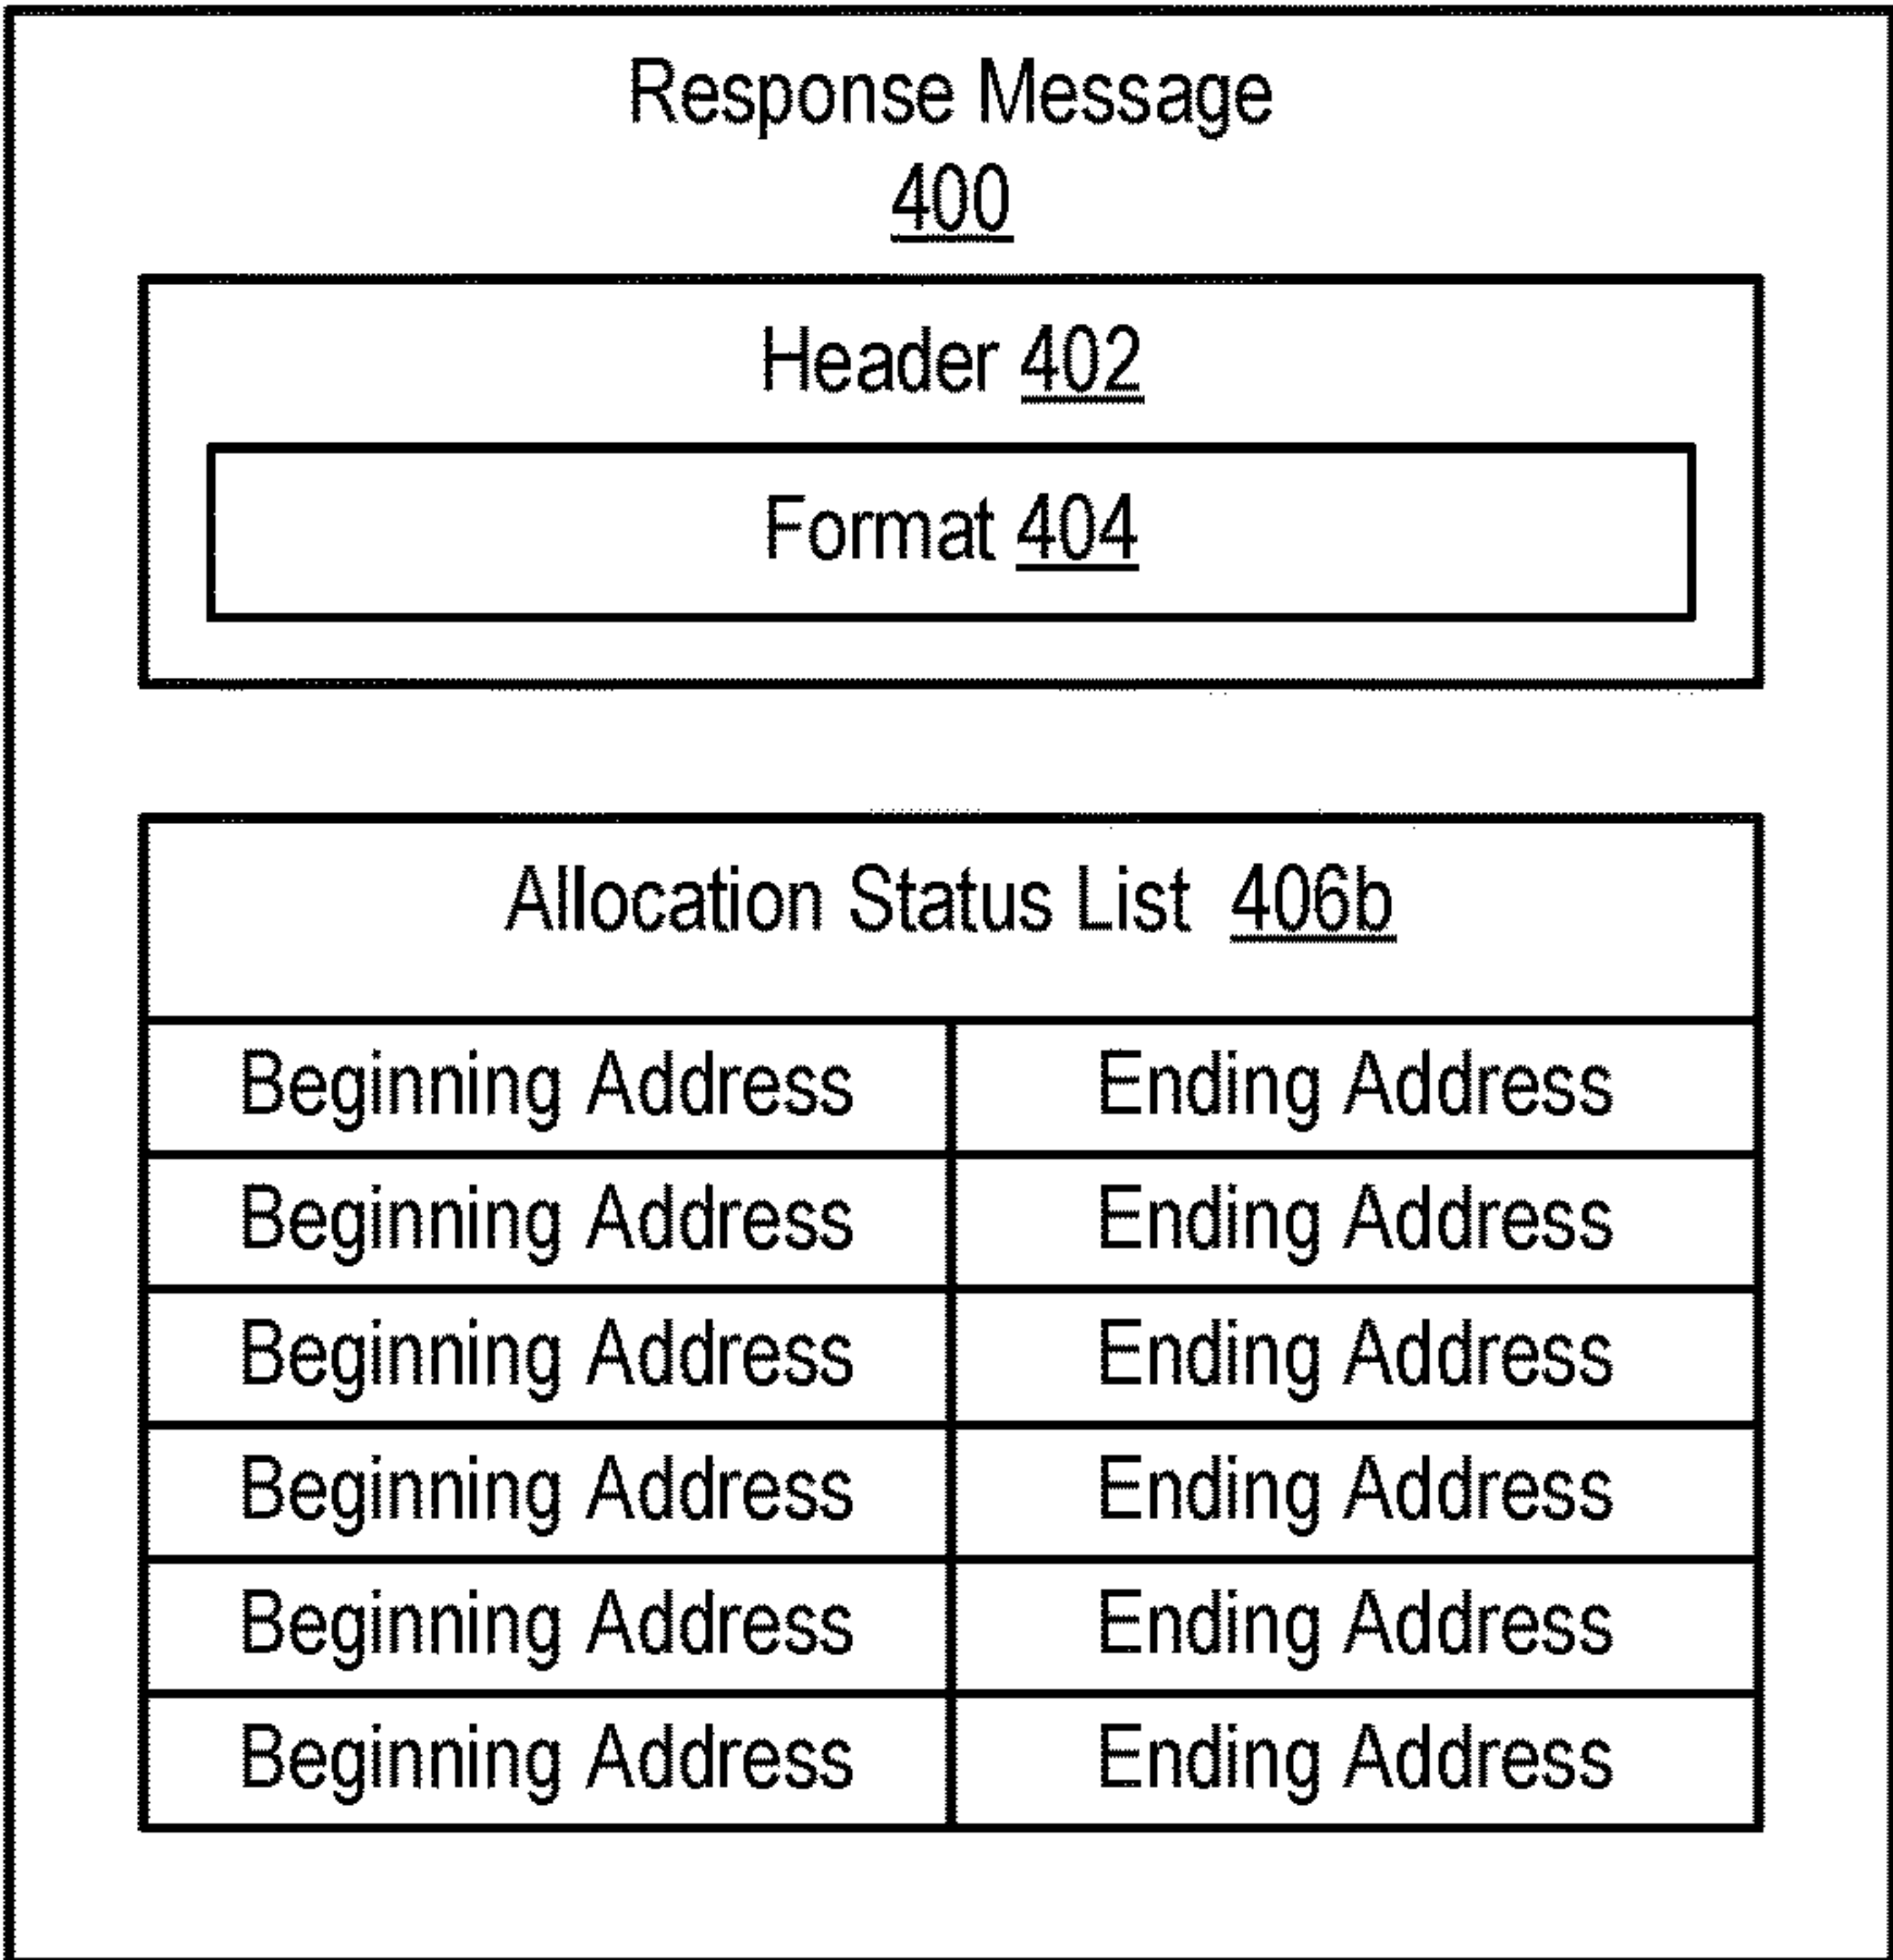 Response Message
400
Header 402
Format 404
Allocation Status List 406b
Beginning Address Ending Address
Beginning Address Ending Address
Beginning Address Ending Address
Beginning Address Ending Address
Beginning Address Ending Address
Beginning Address Ending Address